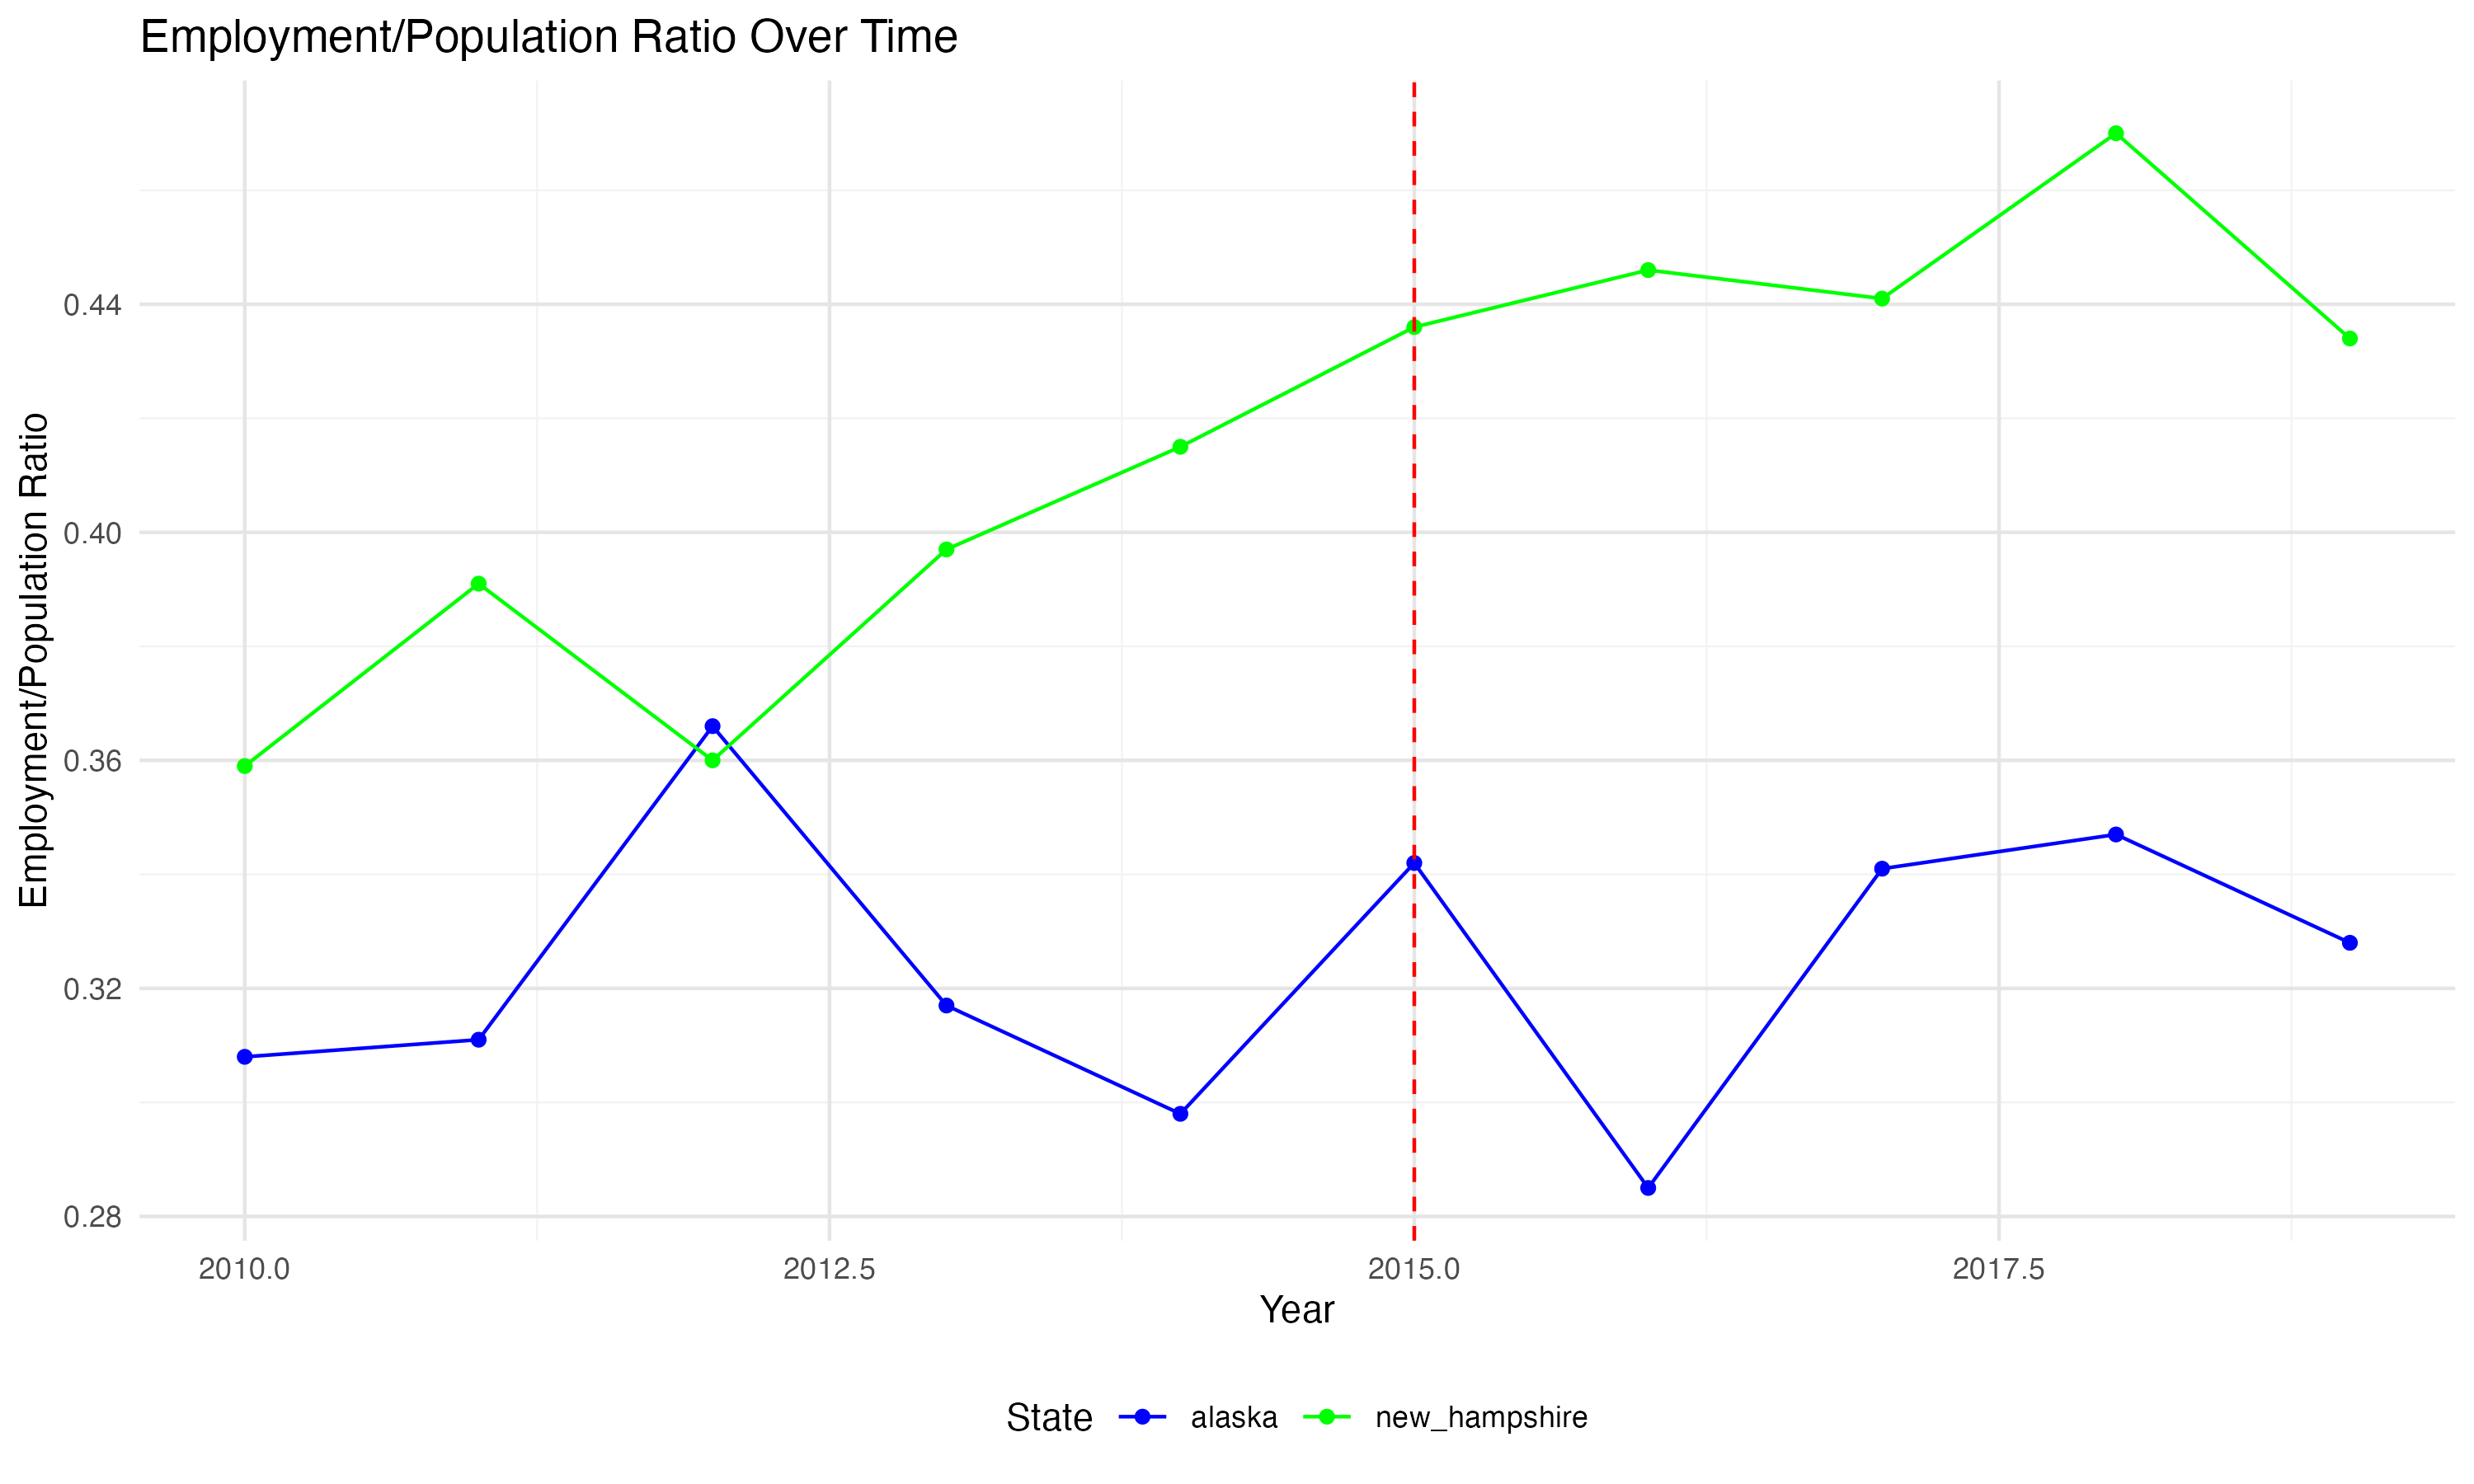 Employment/Population Ratio Over Time
Employment/Population Ratio
0.44
0.40
0.36
0.32
0.28
2010.0 2012.5 2015.0 2017.5
Year
State alaska new_hampshire